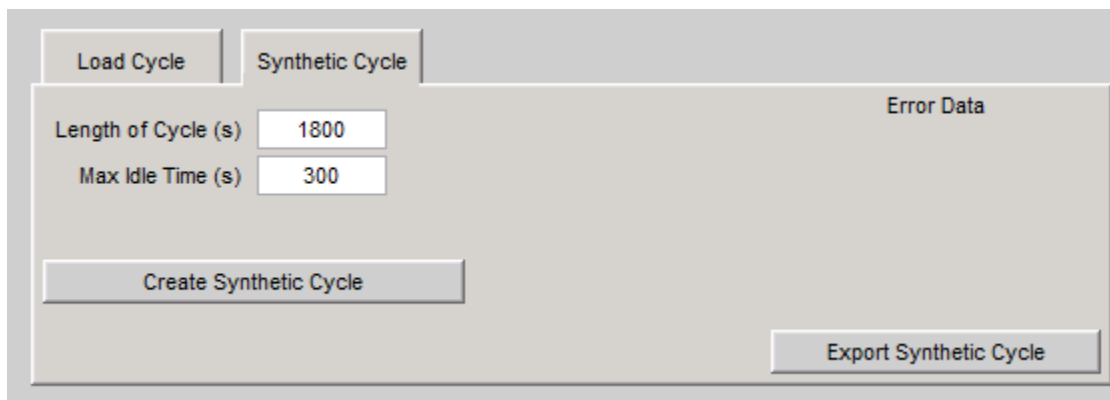 Load Cycle
Synthetic Cycle
Error Data
Length of Cycle (s) 1800
Max Idle Time (s) 300
Create Synthetic Cycle
Export Synthetic Cycle